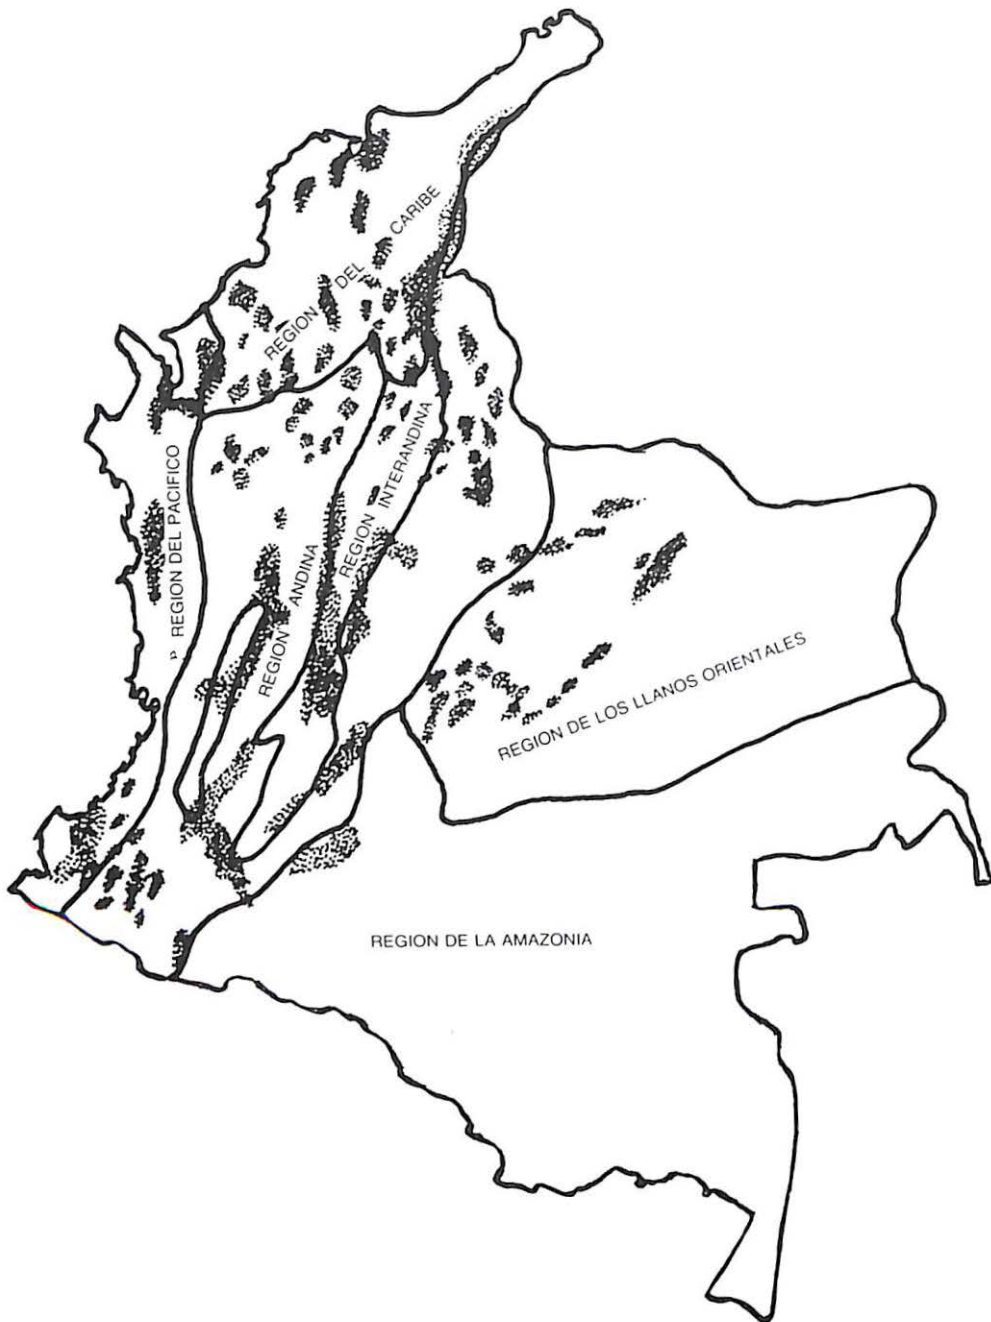 REGION DEL CARIBE
REGION DEL PACIFICO
REGION INTERANDINA
REGION ANDINA
REGION DE LOS LLANOS ORIENTALES
REGION DE LA AMAZONIA